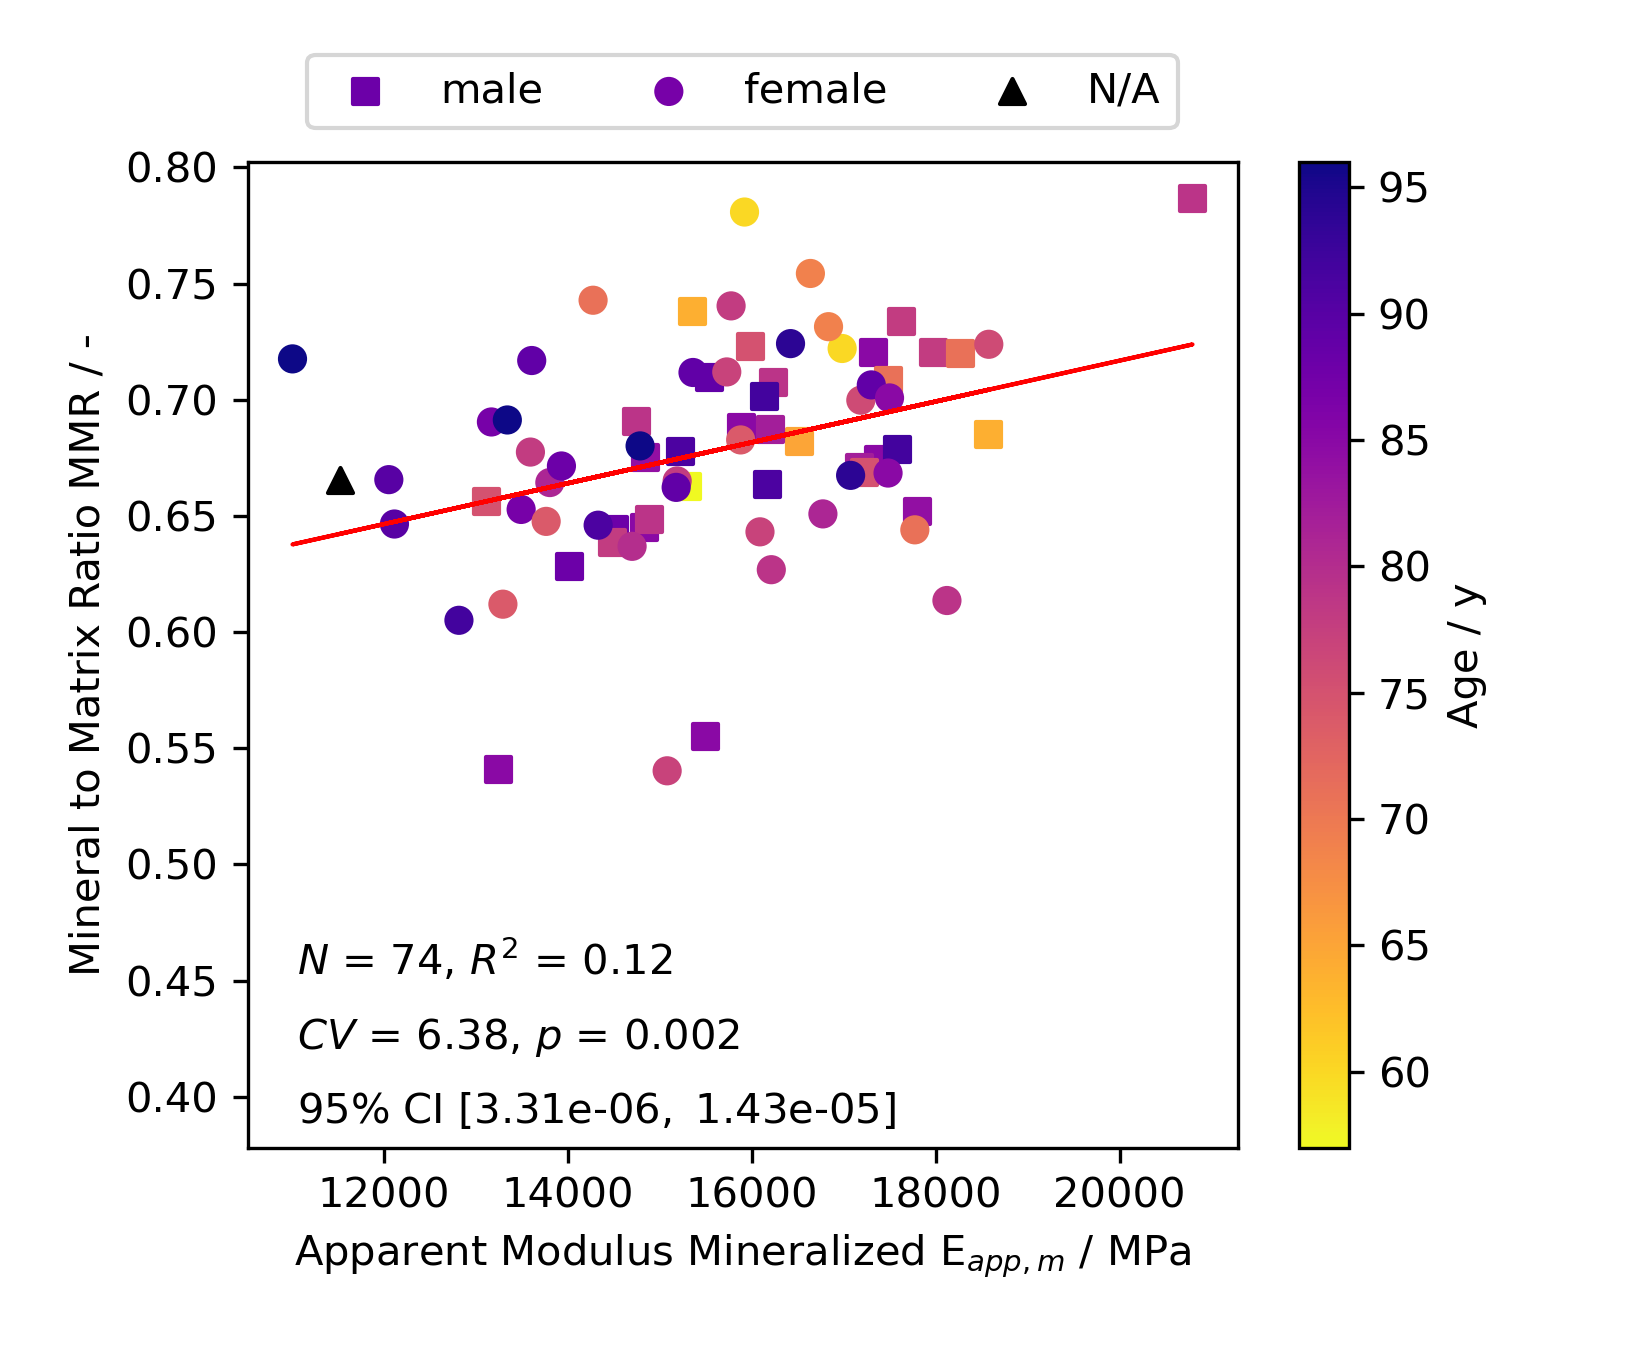 male female N/A
0.80
0.75
0.70
0.65
0.60
0.55
0.50
0.45
0.40
Mineral to Matrix Ratio MMR / -
N = 74, R² = 0.12
CV = 6.38, p = 0.002
95% CI [3.31e-06, 1.43e-05]
12000 14000 16000 18000 20000
Apparent Modulus Mineralized E_app,m / MPa
95
90
85
80
75
70
65
60
Age / y